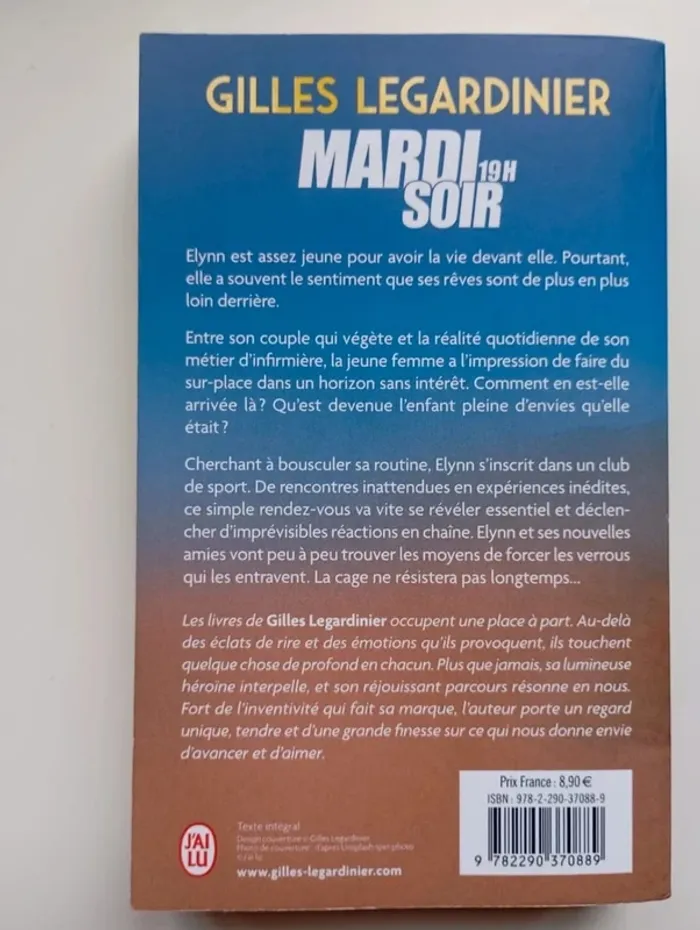 GILLES LEGARDINIER
MARDI
19H
SOIR
Elynn est assez jeune pour avoir la vie devant elle. Pourtant,
elle a souvent le sentiment que ses rêves sont de plus en plus
loin derrière.
Entre son couple qui végète et la réalité quotidienne de son
métier d'infirmière, la jeune femme a l'impression de faire du
sur-place dans un horizon sans intérêt. Comment en est-elle
arrivée là ? Qu'est devenue l'enfant pleine d'envies qu'elle
était ?
Cherchant à bousculer sa routine, Elynn s'inscrit dans un club
de sport. De rencontres inattendues en expériences inédites,
ce simple rendez-vous va vite se révéler essentiel et déclen-
cher d'imprévisibles réactions en chaîne. Elynn et ses nouvelles
amies vont peu à peu trouver les moyens de forcer les verrous
qui les entravent. La cage ne résistera pas longtemps...
Les livres de Gilles Legardinier occupent une place à part. Au-delà
des éclats de rire et des émotions qu'ils provoquent, ils touchent
quelque chose de profond en chacun. Plus que jamais, sa lumineuse
héroïne interpelle, et son réjouissant parcours résonne en nous.
Fort de l'inventivité qui fait sa marque, l'auteur porte un regard
unique, tendre et d'une grande finesse sur ce qui nous donne envie
d'avancer et d'aimer.
Prix France : 8,90 €
ISBN : 978-2-290-37088-9
9 782290 370889
J'AI
LU
Texte intégral
Design couverture © Gilles Legardinier
Photo de couverture : d'après Unsplash
© J'ai lu
www.gilles-legardinier.com